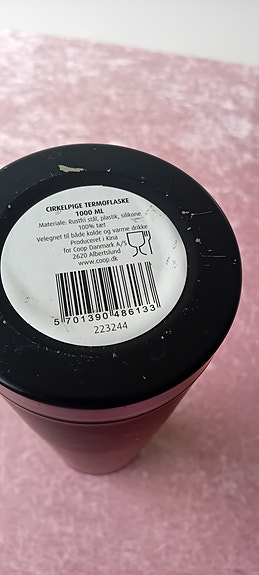 CIRKELPIGE TERMOFLASKE
1000 ML
Materiale: Rustfri stål, plastik, silikone
100% tæt
Velegnet til både kolde og varme drikke
Produceret i Kina
for Coop Danmark A/S
2620 Albertslund
www.coop.dk
5 701390 486133
223244